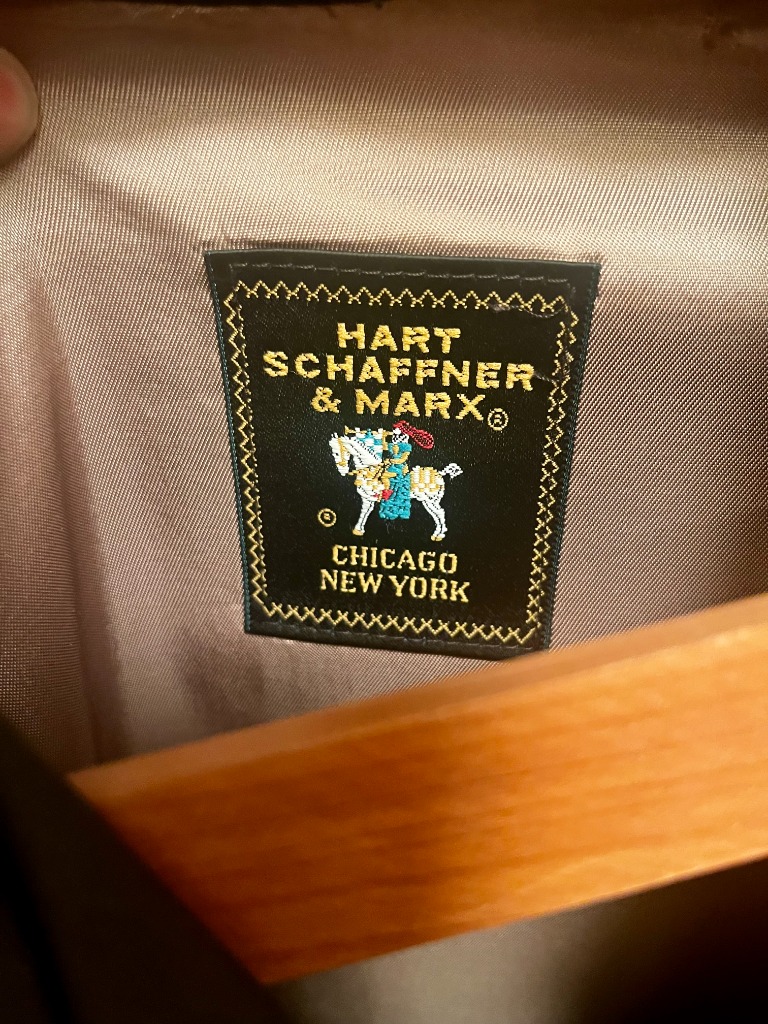 HART
SCHAFFNER
& MARX®
®
CHICAGO
NEW YORK